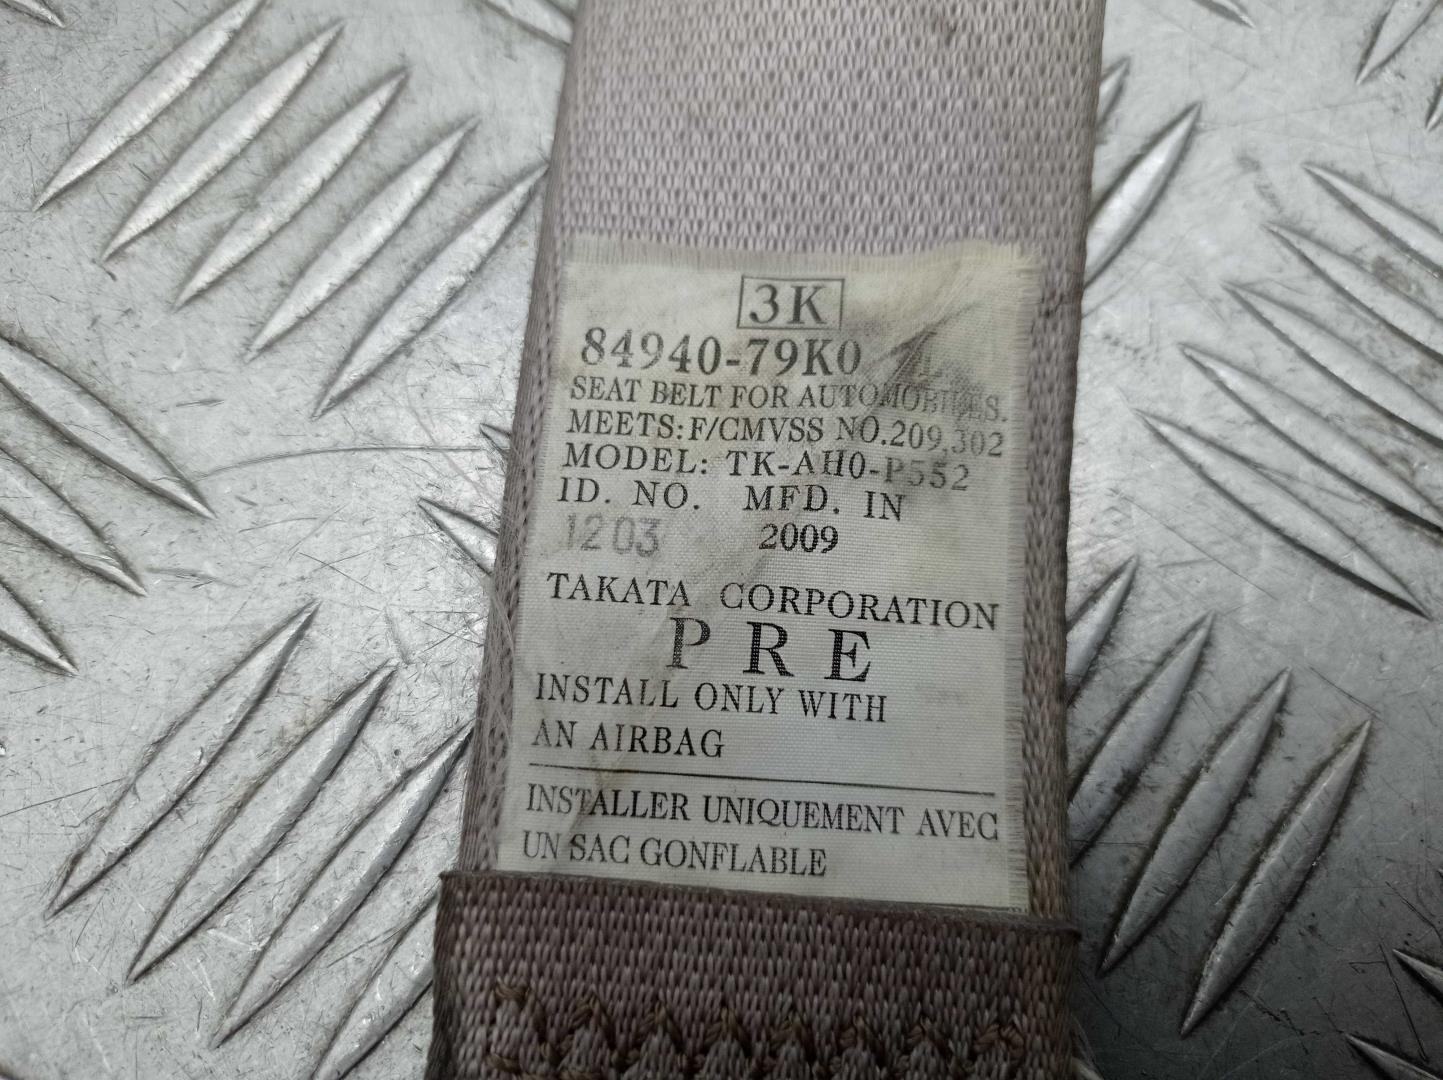 3K
84940-79K0 L
SEAT BELT FOR AUTOMOBILES.
MEETS:F/CMVSS NO.209,302
MODEL: TK-AH0-P552
ID. NO. MFD. IN
1203 2009
TAKATA CORPORATION
PRE
INSTALL ONLY WITH
AN AIRBAG
INSTALLER UNIQUEMENT AVEC
UN SAC GONFLABLE